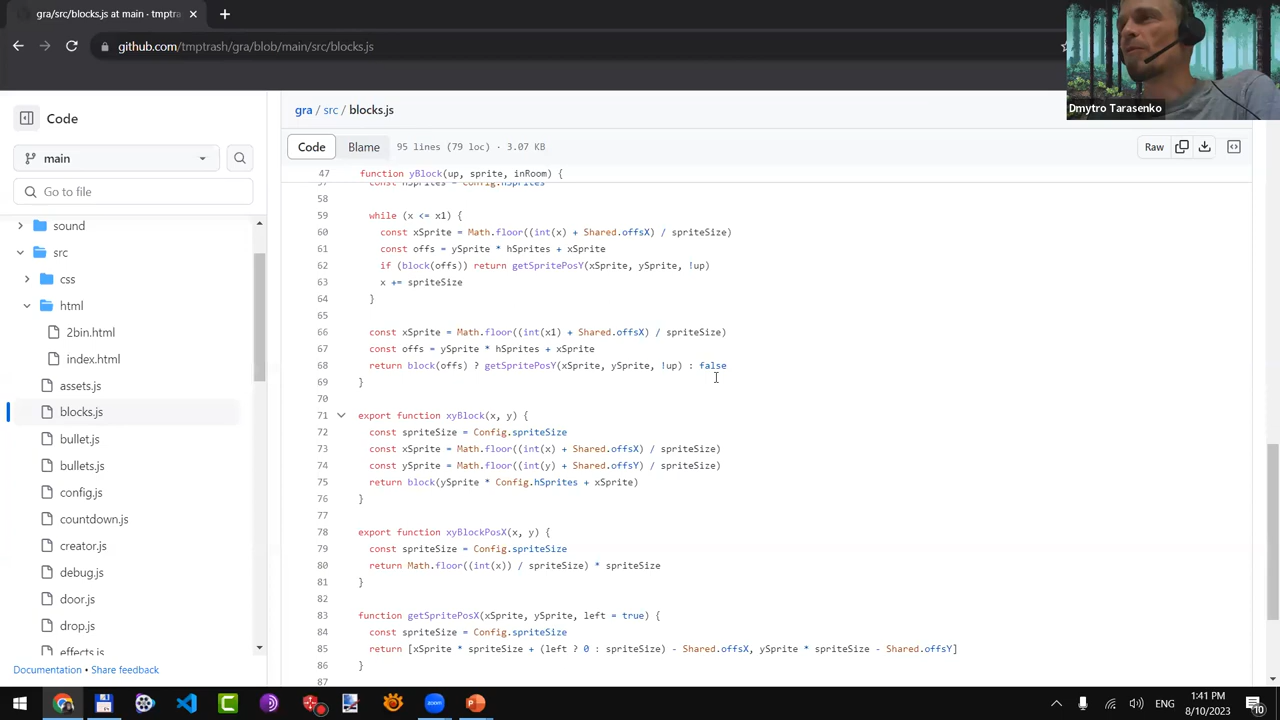 gra/src/blocks.js at main · tmptra
github.com/tmptrash/gra/blob/main/src/blocks.js
Dmytro Tarasenko
Code
main
Go to file
sound
src
css
html
2bin.html
index.html
assets.js
blocks.js
bullet.js
bullets.js
config.js
countdown.js
creator.js
debug.js
door.js
drop.js
effects.js
Documentation • Share feedback
gra / src / blocks.js
Code Blame 95 lines (79 loc) · 3.07 KB
Raw
47 function yBlock(up, sprite, inRoom) {
57 const hSprites = Config.hSprites
58
59 while (x <= x1) {
60 const xSprite = Math.floor((int(x) + Shared.offsX) / spriteSize)
61 const offs = ySprite * hSprites + xSprite
62 if (block(offs)) return getSpritePosY(xSprite, ySprite, !up)
63 x += spriteSize
64 }
65
66 const xSprite = Math.floor((int(x1) + Shared.offsX) / spriteSize)
67 const offs = ySprite * hSprites + xSprite
68 return block(offs) ? getSpritePosY(xSprite, ySprite, !up) : false
69 }
70
71 export function xyBlock(x, y) {
72 const spriteSize = Config.spriteSize
73 const xSprite = Math.floor((int(x) + Shared.offsX) / spriteSize)
74 const ySprite = Math.floor((int(y) + Shared.offsY) / spriteSize)
75 return block(ySprite * Config.hSprites + xSprite)
76 }
77
78 export function xyBlockPosX(x, y) {
79 const spriteSize = Config.spriteSize
80 return Math.floor((int(x)) / spriteSize) * spriteSize
81 }
82
83 function getSpritePosX(xSprite, ySprite, left = true) {
84 const spriteSize = Config.spriteSize
85 return [xSprite * spriteSize + (left ? 0 : spriteSize) - Shared.offsX, ySprite * spriteSize - Shared.offsY]
86 }
87
zoom
ENG
1:41 PM
8/10/2023
10